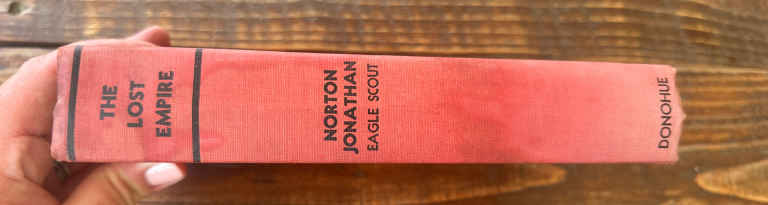 THE
LOST
EMPIRE
NORTON
JONATHAN
EAGLE SCOUT
DONOHUE